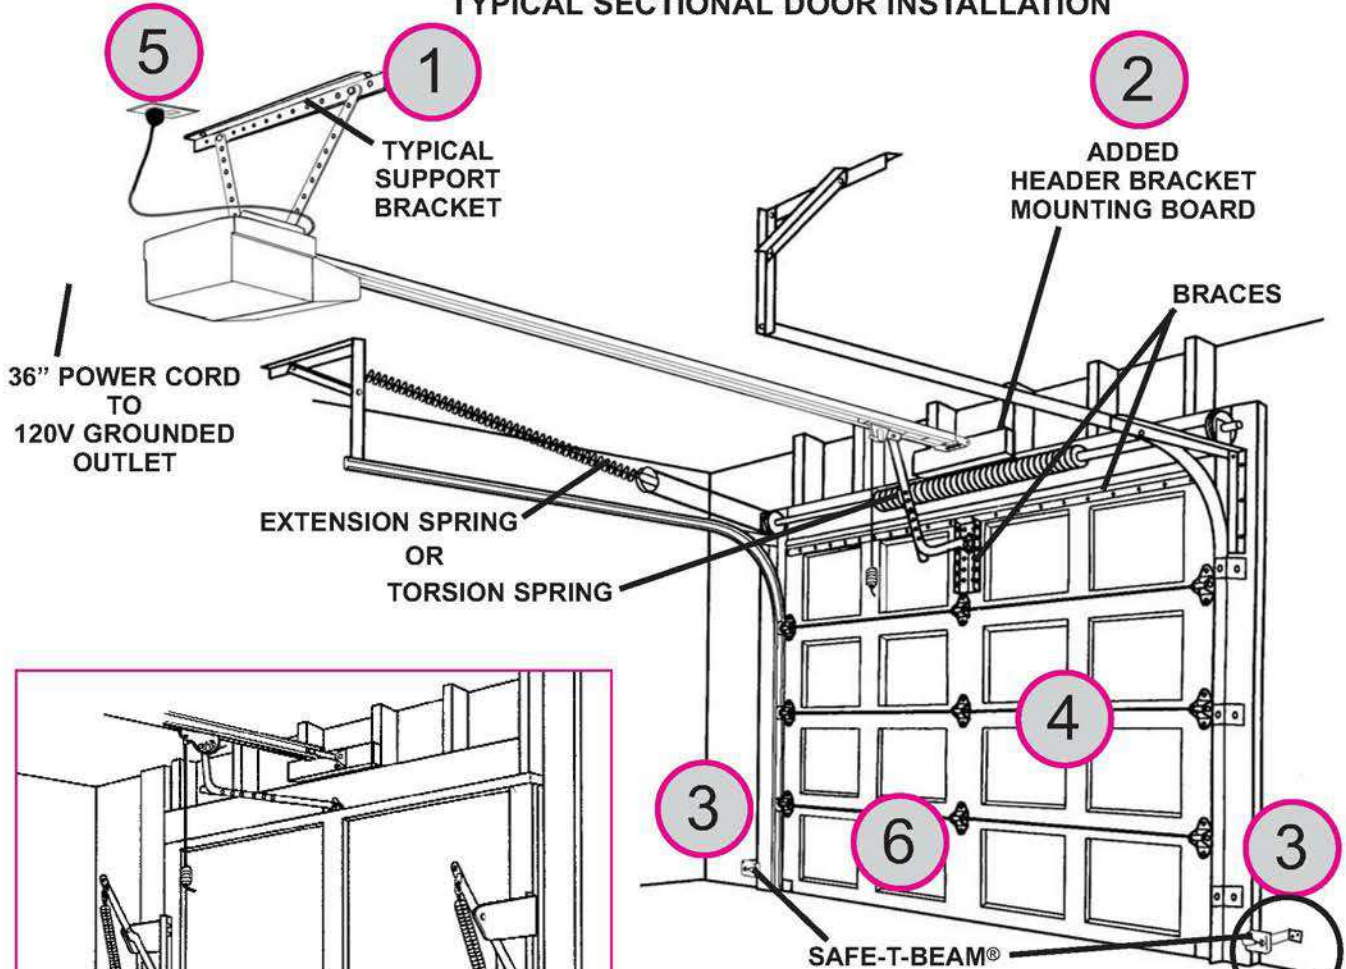 TYPICAL SECTIONAL DOOR INSTALLATION
5
1
2
TYPICAL
SUPPORT
BRACKET
ADDED
HEADER BRACKET
MOUNTING BOARD
BRACES
36” POWER CORD
TO
120V GROUNDED
OUTLET
EXTENSION SPRING
OR
TORSION SPRING
4
3
6
3
SAFE-T-BEAM®